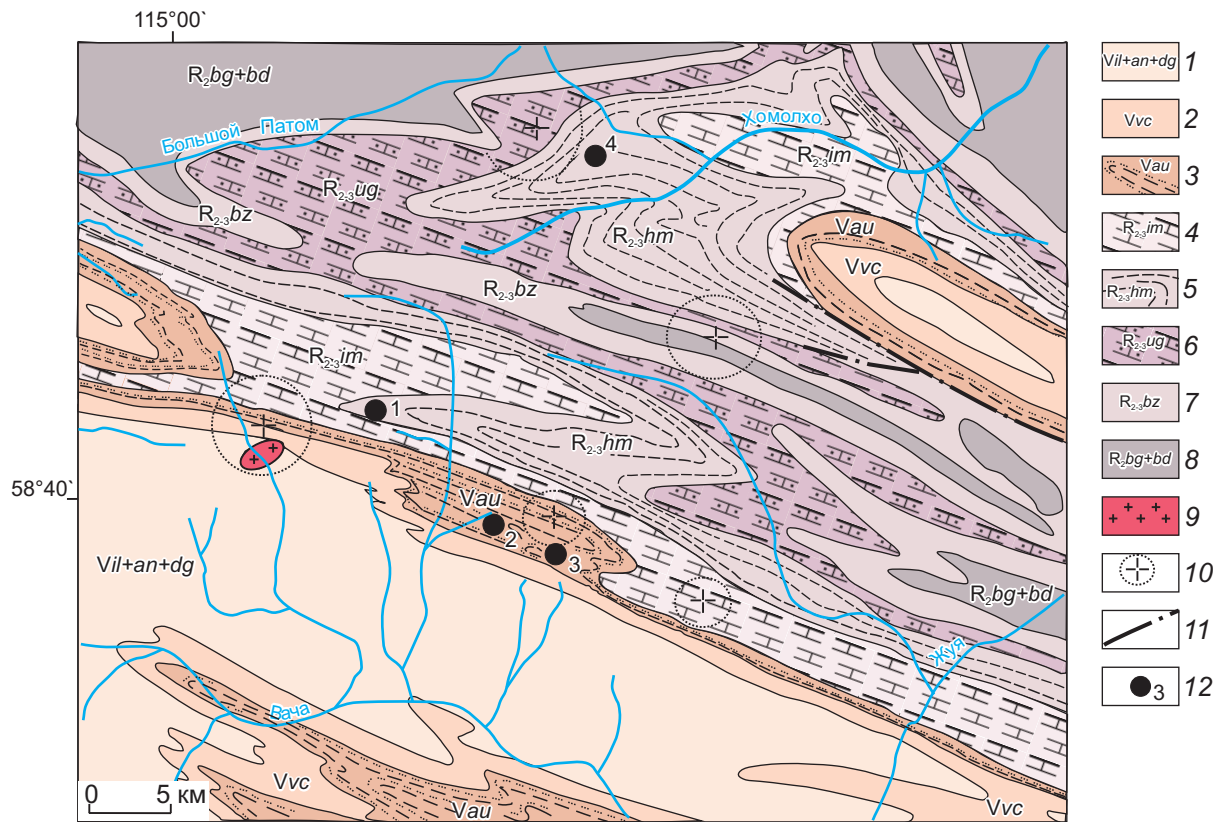 115°00`
R₂bg+bd
Большой Патом
Хомолхо
4
R₂₋₃im
R₂₋₃ug
R₂₋₃bz
R₂₋₃hm
Vau
Vvc
R₂₋₃bz
R₂₋₃im
1
R₂₋₃hm
58°40`
Vau
2
3
Vil+an+dg
R₂bg+bd
Жуя
Вача
Vvc
Vau
Vvc
0 5 км
Vil+an+dg 1
Vvc 2
Vau 3
R₂₋₃im 4
R₂₋₃hm 5
R₂₋₃ug 6
R₂₋₃bz 7
R₂bg+bd 8
9
10
11
3 12